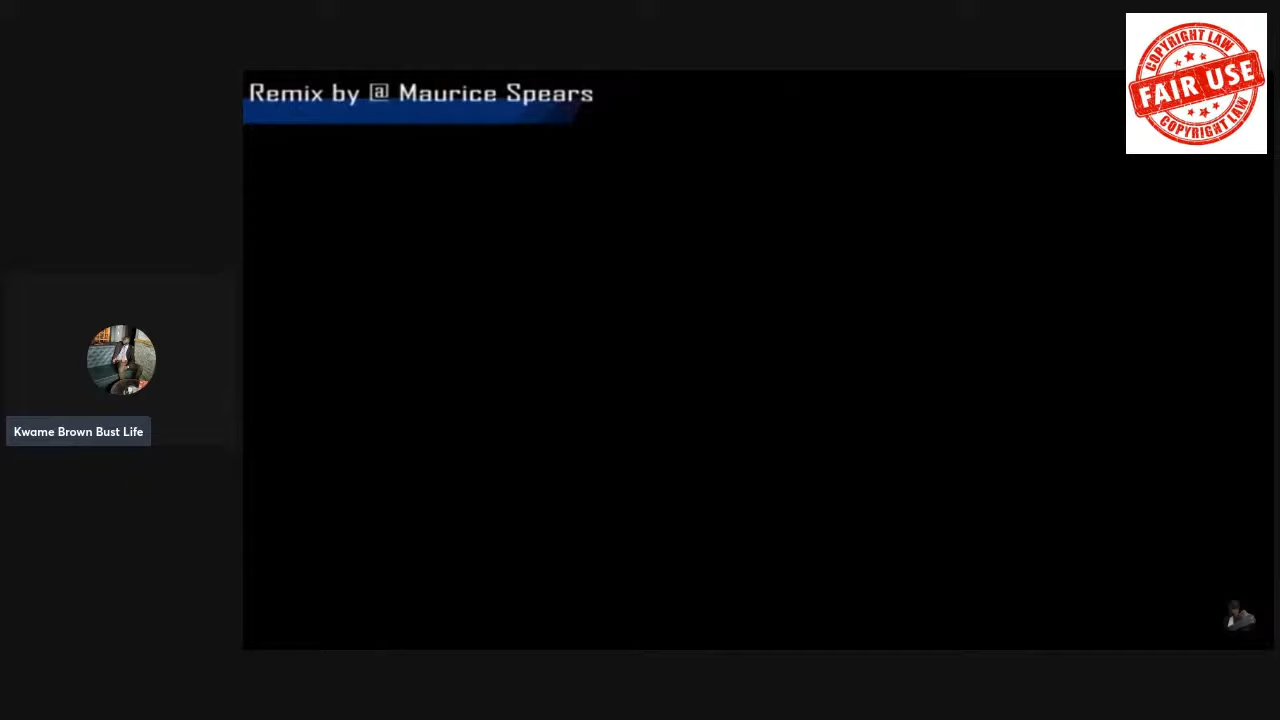 Remix by @ Maurice Spears
COPYRIGHT LAW
FAIR USE
COPYRIGHT LAW
Kwame Brown Bust Life